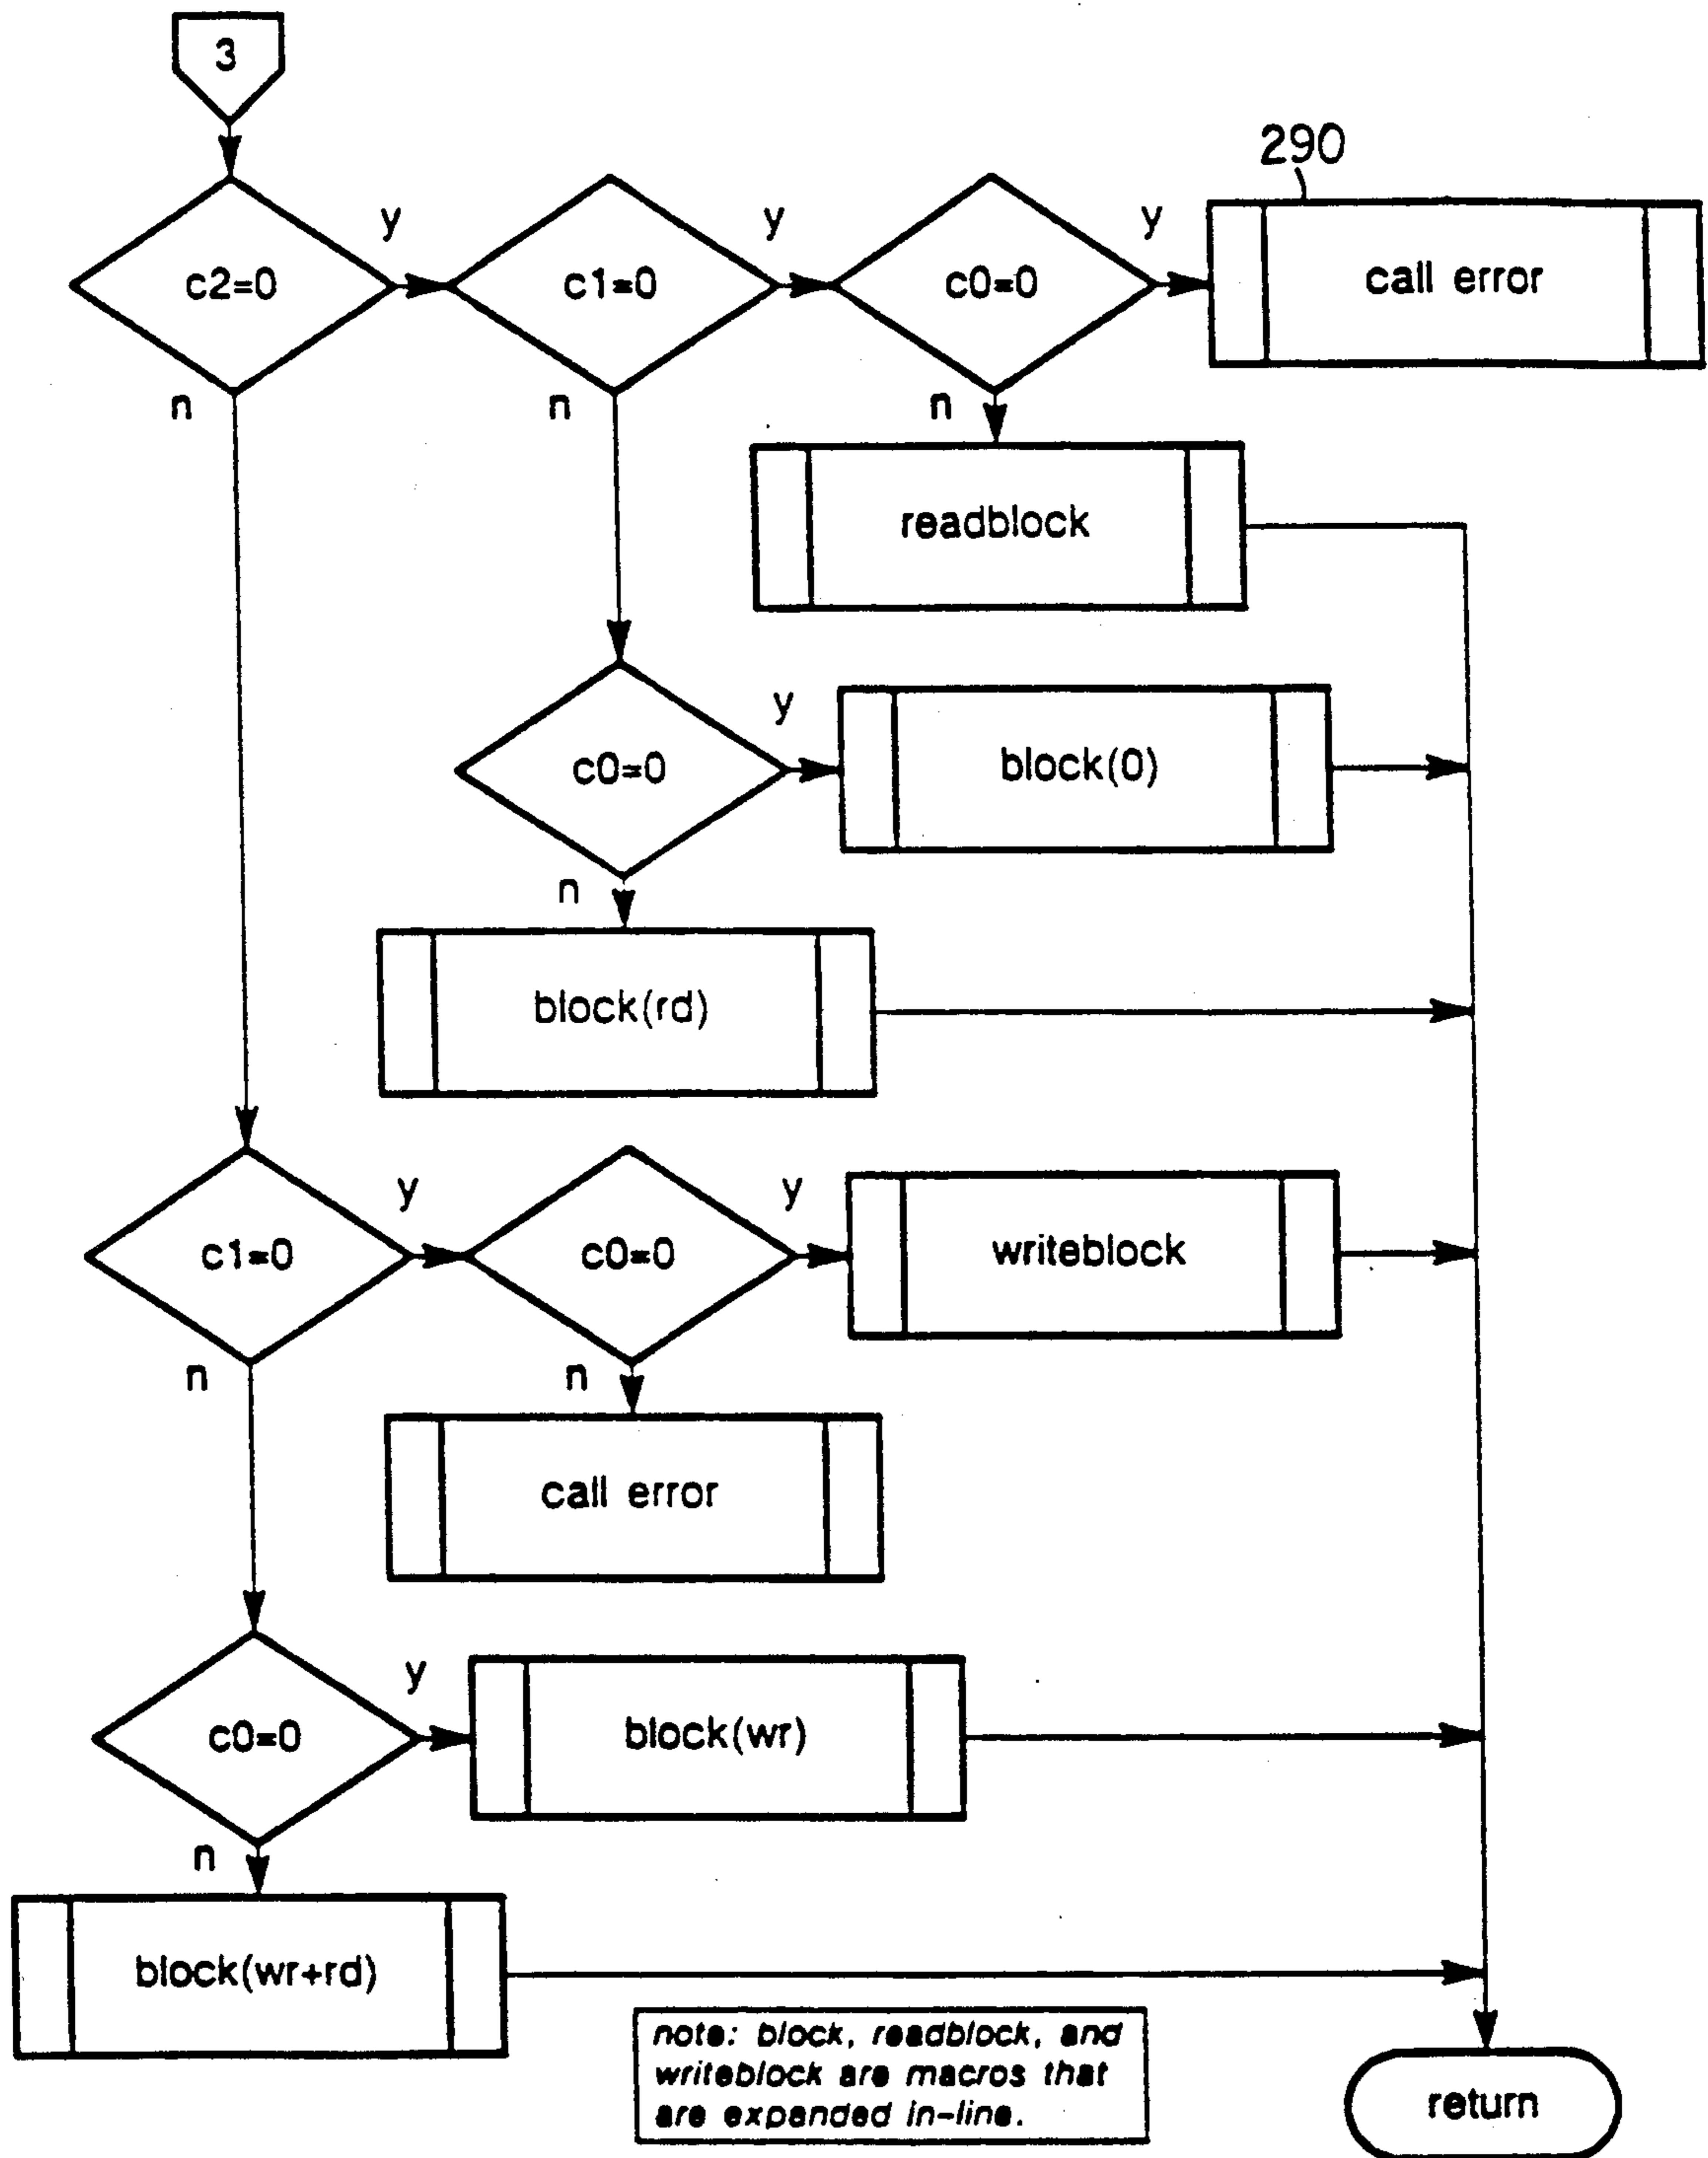 3
290
y
y
y
c2=0
c1=0
c0=0
call error
n
n
n
readblock
y
c0=0
block(0)
n
block(rd)
y
y
c1=0
c0=0
writeblock
n
n
call error
y
c0=0
block(wr)
n
block(wr+rd)
note: block, readblock, and
writeblock are macros that
are expanded in-line.
return